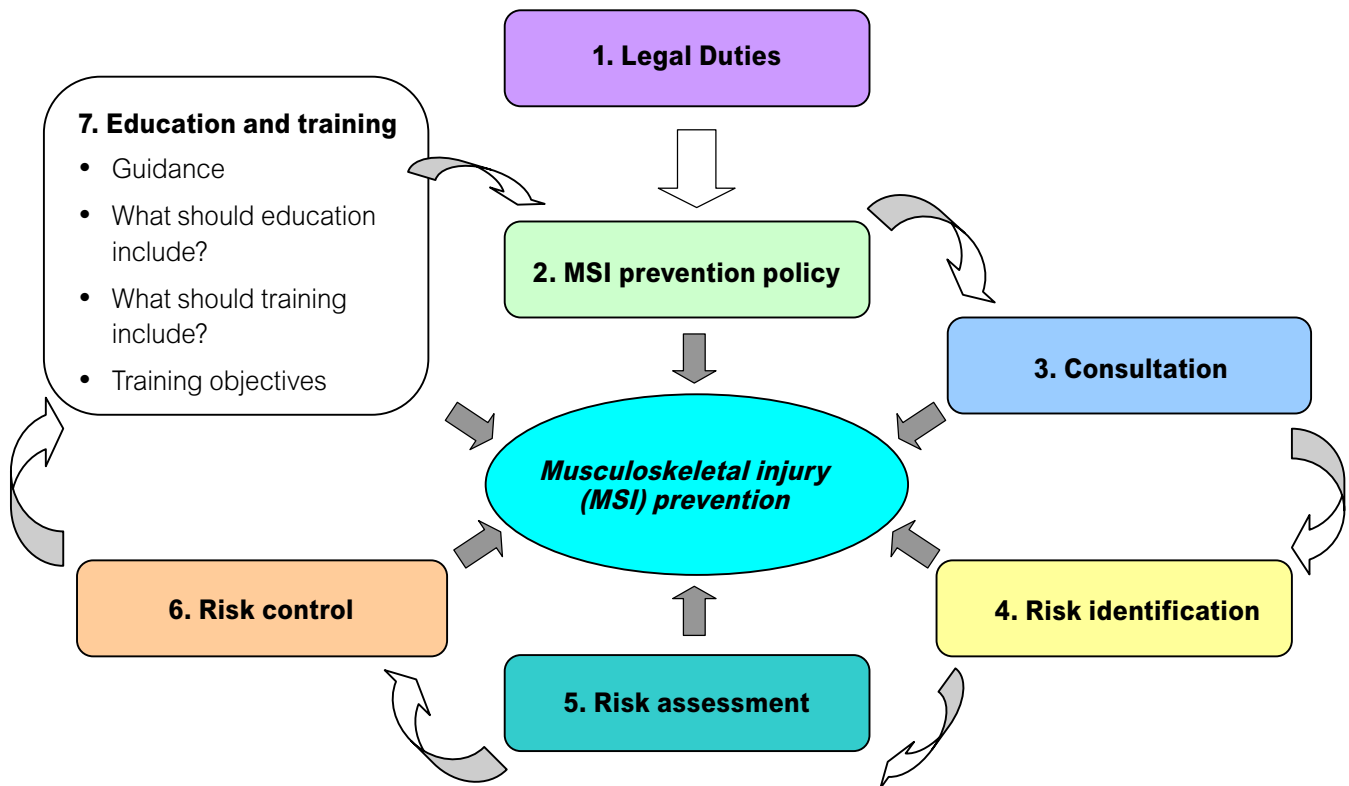 1. Legal Duties
7. Education and training
• Guidance
• What should education
include?
• What should training
include?
• Training objectives
2. MSI prevention policy
3. Consultation
Musculoskeletal injury
(MSI) prevention
6. Risk control
4. Risk identification
5. Risk assessment